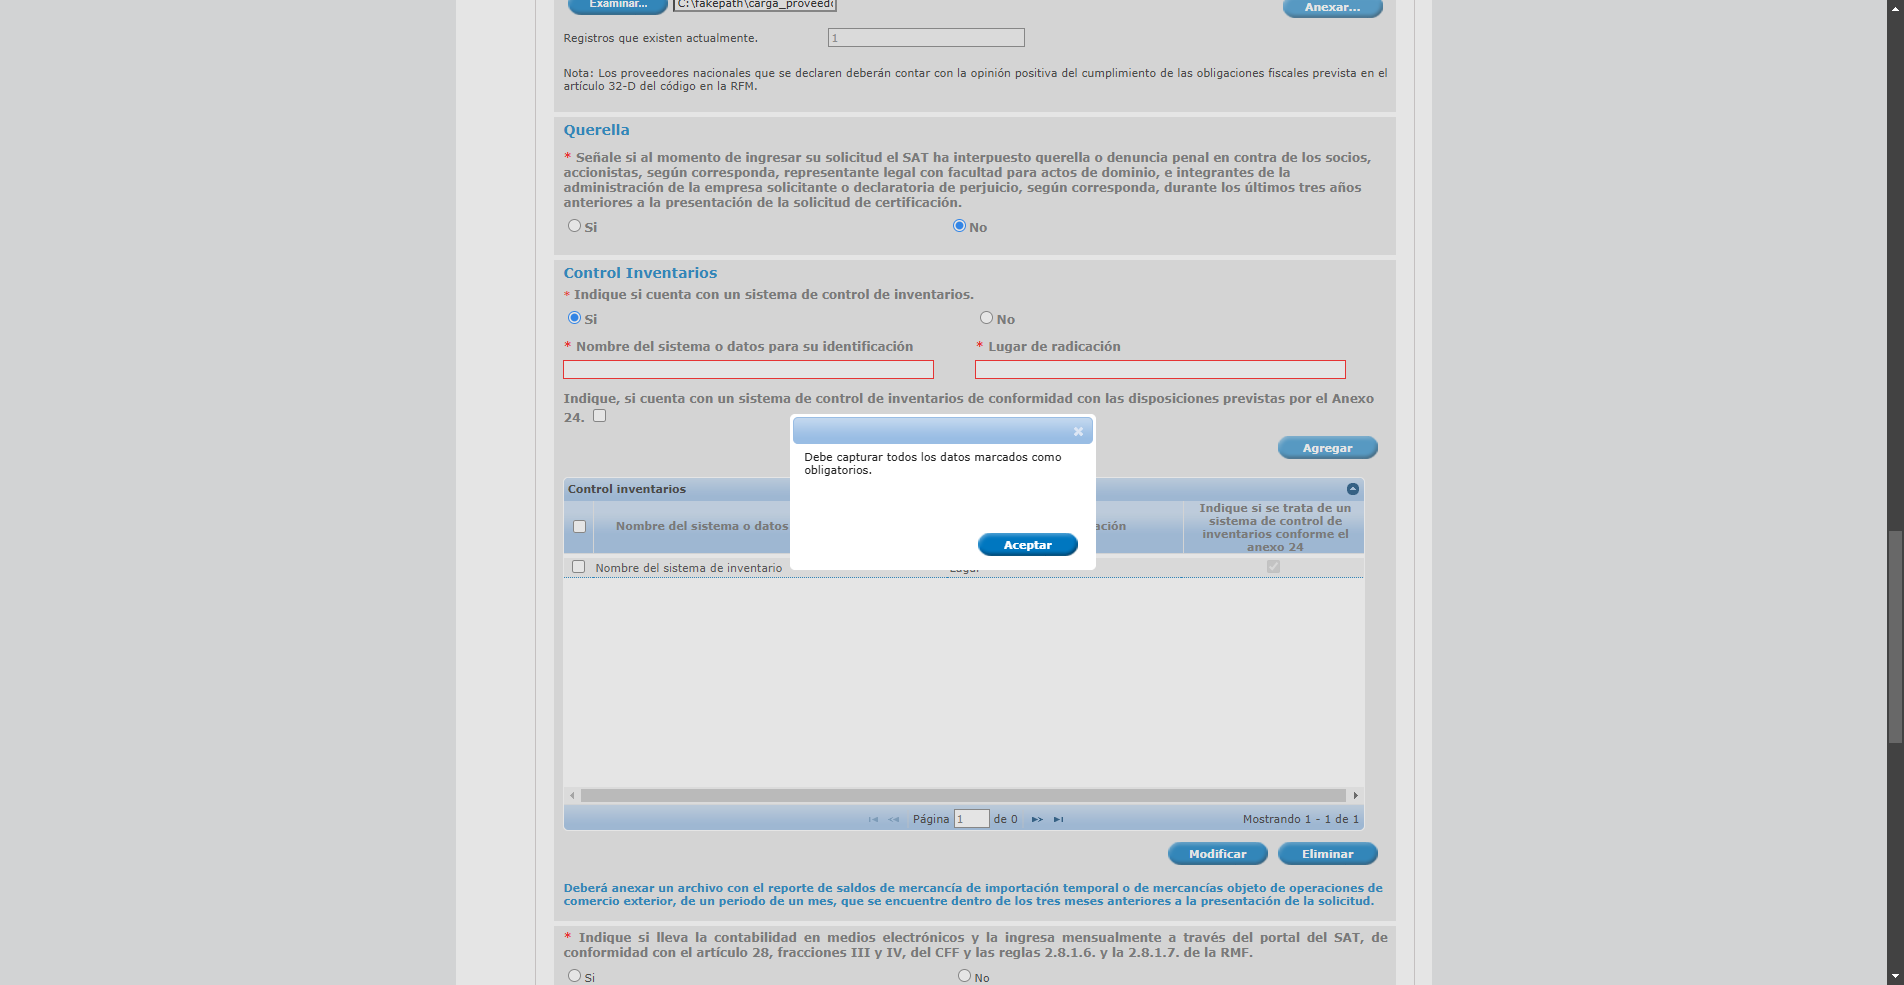 Examinar...
C:\fakepath\carga_proveedo
Anexar...
Registros que existen actualmente.
1
Nota: Los proveedores nacionales que se declaren deberán contar con la opinión positiva del cumplimiento de las obligaciones fiscales prevista en el
artículo 32-D del código en la RFM.
Querella
* Señale si al momento de ingresar su solicitud el SAT ha interpuesto querella o denuncia penal en contra de los socios,
accionistas, según corresponda, representante legal con facultad para actos de dominio, e integrantes de la
administración de la empresa solicitante o declaratoria de perjuicio, según corresponda, durante los últimos tres años
anteriores a la presentación de la solicitud de certificación.
Si
No
Control Inventarios
* Indique si cuenta con un sistema de control de inventarios.
Si
No
* Nombre del sistema o datos para su identificación
* Lugar de radicación
Indique, si cuenta con un sistema de control de inventarios de conformidad con las disposiciones previstas por el Anexo
24.
Agregar
Debe capturar todos los datos marcados como
obligatorios.
Aceptar
Control inventarios
Nombre del sistema o datos
ación
Indique si se trata de un
sistema de control de
inventarios conforme el
anexo 24
Nombre del sistema de inventario
Lugar
Página 1 de 0
Mostrando 1 - 1 de 1
Modificar
Eliminar
Deberá anexar un archivo con el reporte de saldos de mercancía de importación temporal o de mercancías objeto de operaciones de
comercio exterior, de un periodo de un mes, que se encuentre dentro de los tres meses anteriores a la presentación de la solicitud.
* Indique si lleva la contabilidad en medios electrónicos y la ingresa mensualmente a través del portal del SAT, de
conformidad con el artículo 28, fracciones III y IV, del CFF y las reglas 2.8.1.6. y la 2.8.1.7. de la RMF.
Si
No